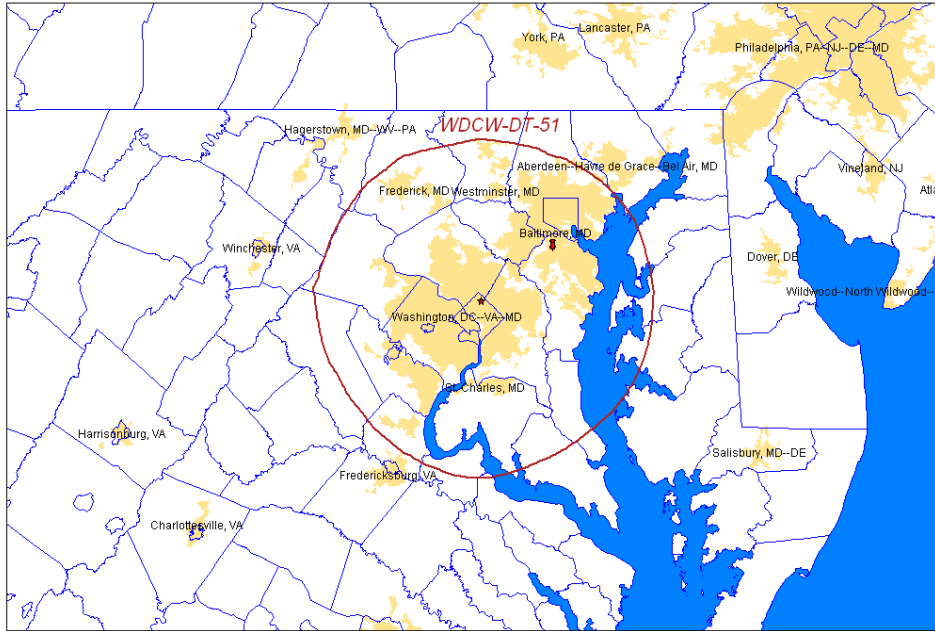 Lancaster, PA
York, PA
Philadelphia, PA--NJ--DE--MD
WDCW-DT-51
Hagerstown, MD--WV--PA
Aberdeen--Havre de Grace--Bel Air, MD
Vineland, NJ
Frederick, MD
Westminster, MD
Atla
Baltimore, MD
Winchester, VA
Dover, DE
Wildwood--North Wildwood--
Washington, DC--VA--MD
St. Charles, MD
Harrisonburg, VA
Salisbury, MD--DE
Fredericksburg, VA
Charlottesville, VA